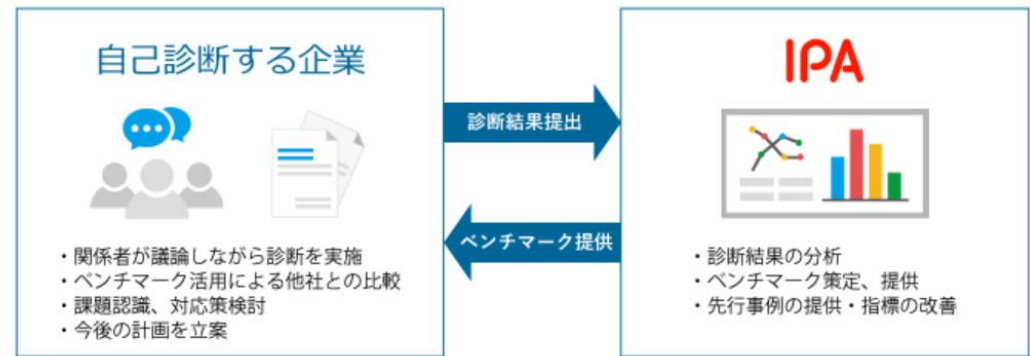 自己診断する企業
・関係者が議論しながら診断を実施
・ベンチマーク活用による他社との比較
・課題認識、対応策検討
・今後の計画を立案
診断結果提出
ベンチマーク提供
IPA
・診断結果の分析
・ベンチマーク策定、提供
・先行事例の提供・指標の改善